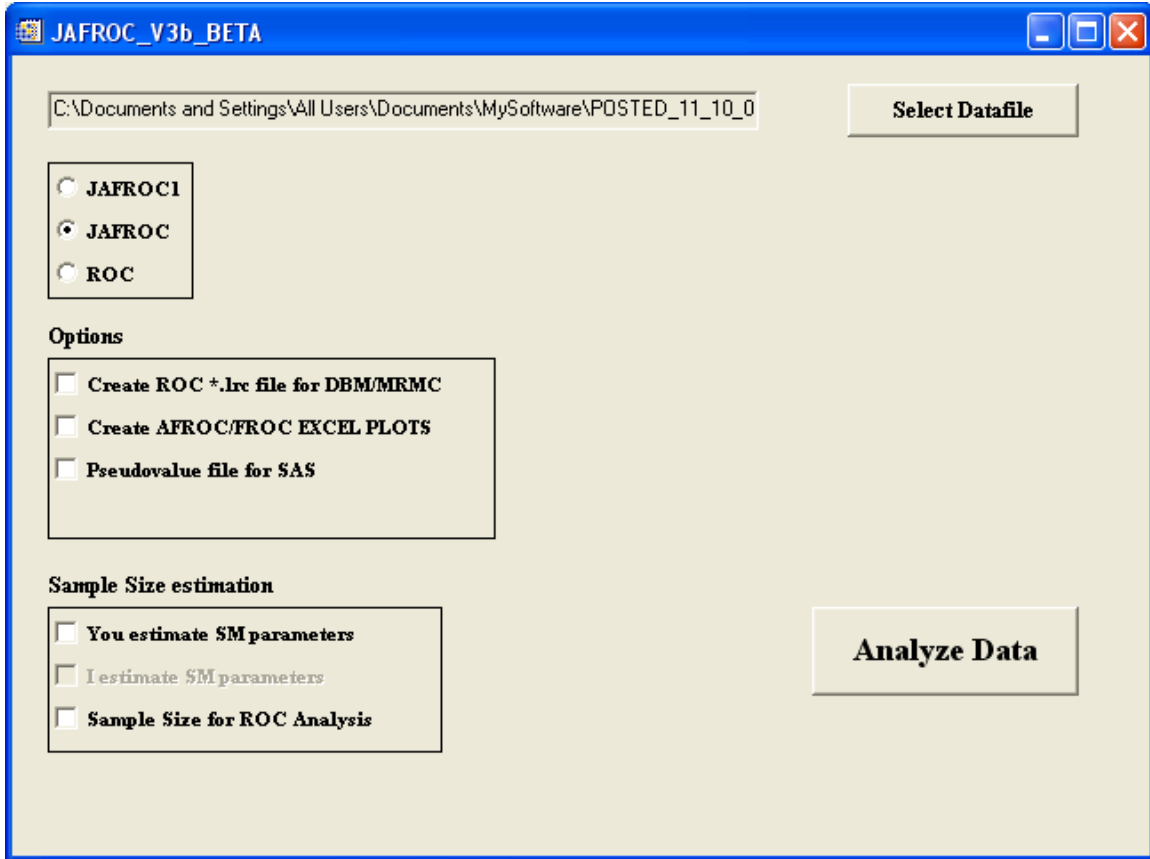 JAFROC_V3b_BETA
C:\Documents and Settings\All Users\Documents\MySoftware\POSTED_11_10_0
Select Datafile
JAFROC1
JAFROC
ROC
Options
Create ROC *.lrc file for DBM/MRMC
Create AFROC/FROC EXCEL PLOTS
Pseudovalue file for SAS
Sample Size estimation
You estimate SM parameters
I estimate SM parameters
Sample Size for ROC Analysis
Analyze Data